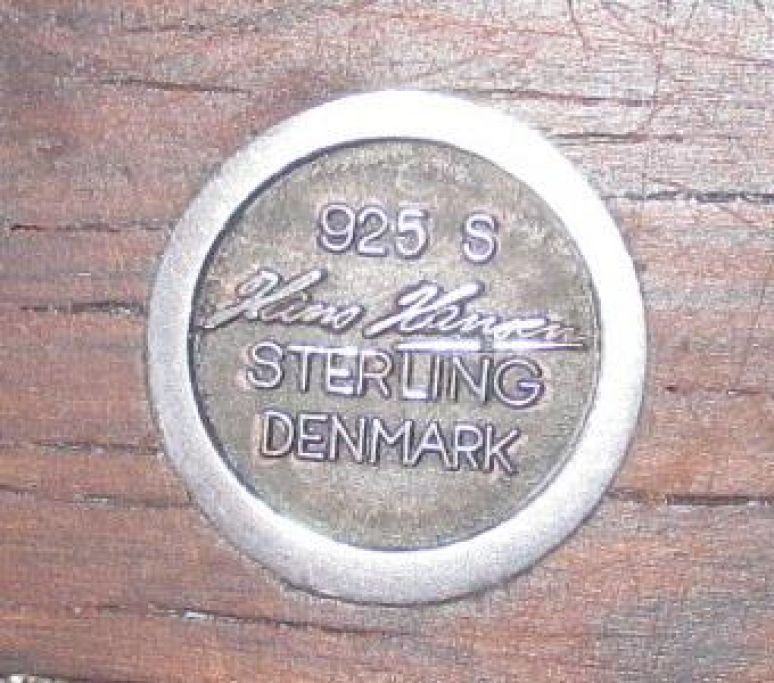 925 S
Hans Hansen
STERLING
DENMARK